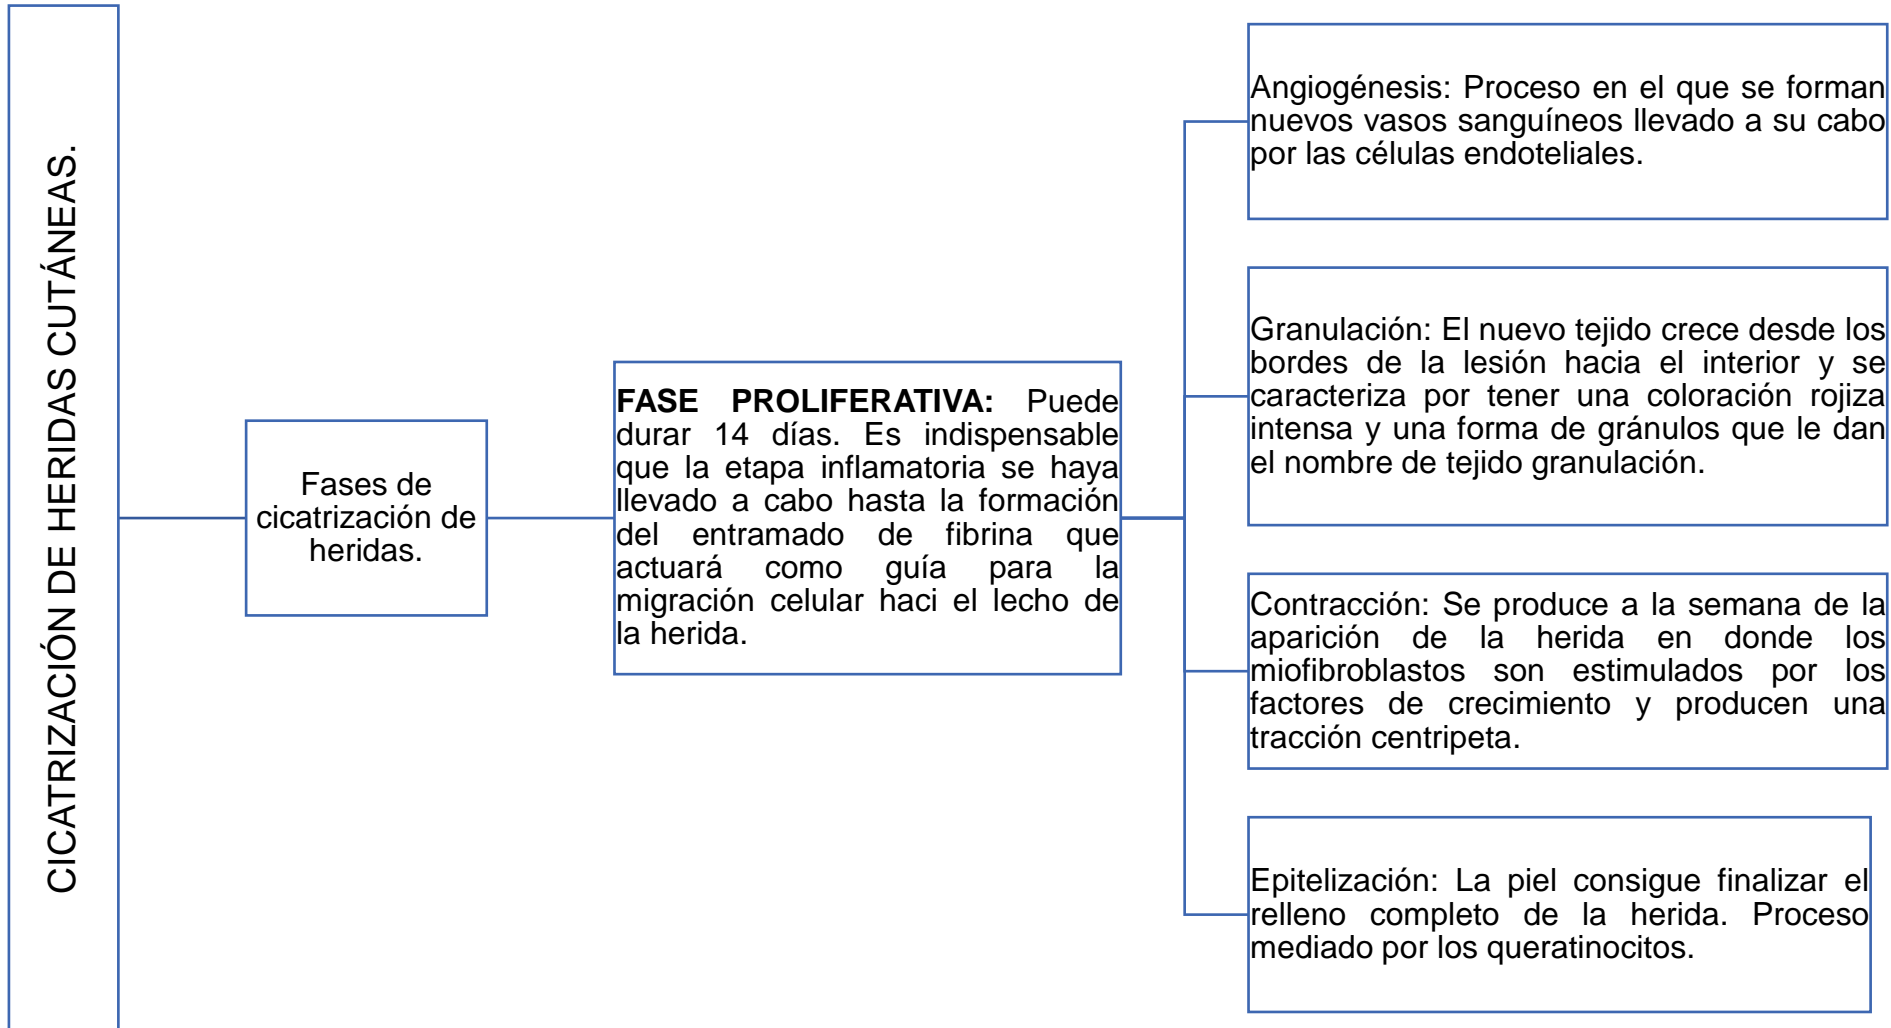 CICATRIZACIÓN DE HERIDAS CUTÁNEAS.
Fases de
cicatrización de
heridas.
FASE PROLIFERATIVA: Puede
durar 14 días. Es indispensable
que la etapa inflamatoria se haya
llevado a cabo hasta la formación
del entramado de fibrina que
actuará como guía para la
migración celular haci el lecho de
la herida.
Angiogénesis: Proceso en el que se forman
nuevos vasos sanguíneos llevado a su cabo
por las células endoteliales.
Granulación: El nuevo tejido crece desde los
bordes de la lesión hacia el interior y se
caracteriza por tener una coloración rojiza
intensa y una forma de gránulos que le dan
el nombre de tejido granulación.
Contracción: Se produce a la semana de la
aparición de la herida en donde los
miofibroblastos son estimulados por los
factores de crecimiento y producen una
tracción centripeta.
Epitelización: La piel consigue finalizar el
relleno completo de la herida. Proceso
mediado por los queratinocitos.